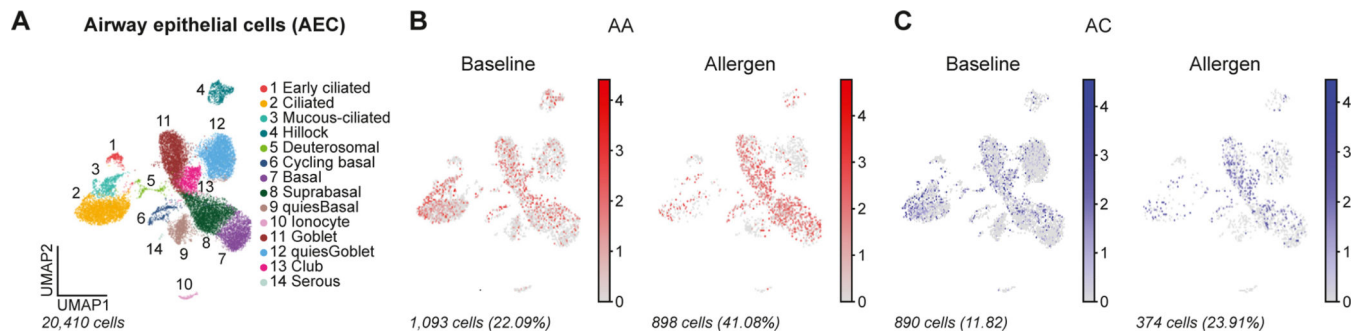 A
Airway epithelial cells (AEC)
4
11
12
1
3
2
5
13
6
14
9
8
7
10
1 Early ciliated
2 Ciliated
3 Mucous-ciliated
4 Hillock
5 Deuterosomal
6 Cycling basal
7 Basal
8 Suprabasal
9 quiesBasal
10 Ionocyte
11 Goblet
12 quiesGoblet
13 Club
14 Serous
UMAP2
UMAP1
20,410 cells
B
AA
Baseline
4
3
2
1
0
1,093 cells (22.09%)
Allergen
4
3
2
1
0
898 cells (41.08%)
C
AC
Baseline
4
3
2
1
0
890 cells (11.82)
Allergen
4
3
2
1
0
374 cells (23.91%)